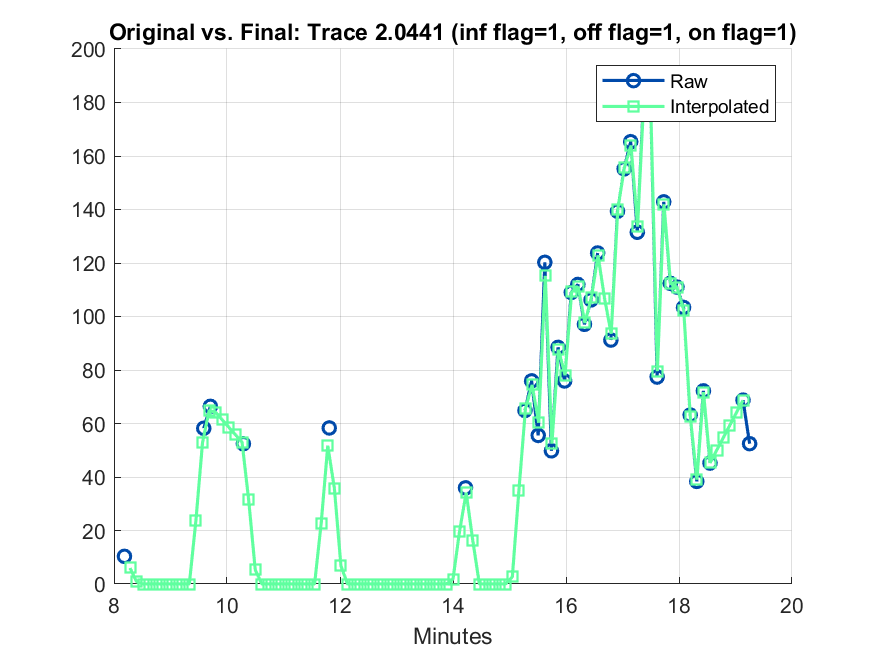 Original vs. Final: Trace 2.0441 (inf flag=1, off flag=1, on flag=1)
200
180
160
140
120
100
80
60
40
20
0
Raw
Interpolated
8 10 12 14 16 18 20
Minutes